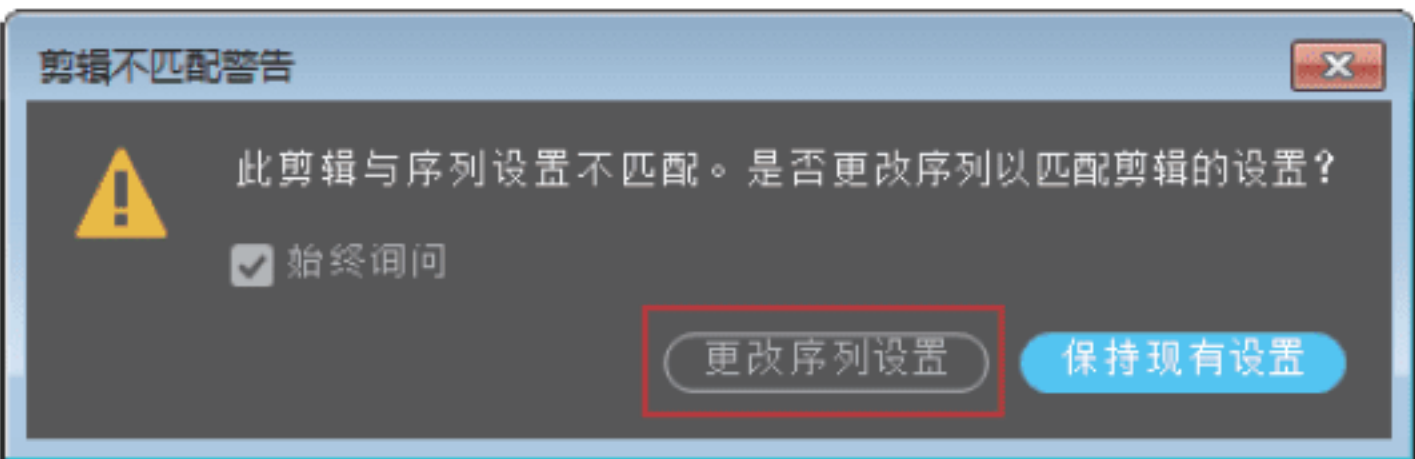 剪辑不匹配警告
此剪辑与序列设置不匹配。是否更改序列以匹配剪辑的设置?
始终询问
更改序列设置 保持现有设置